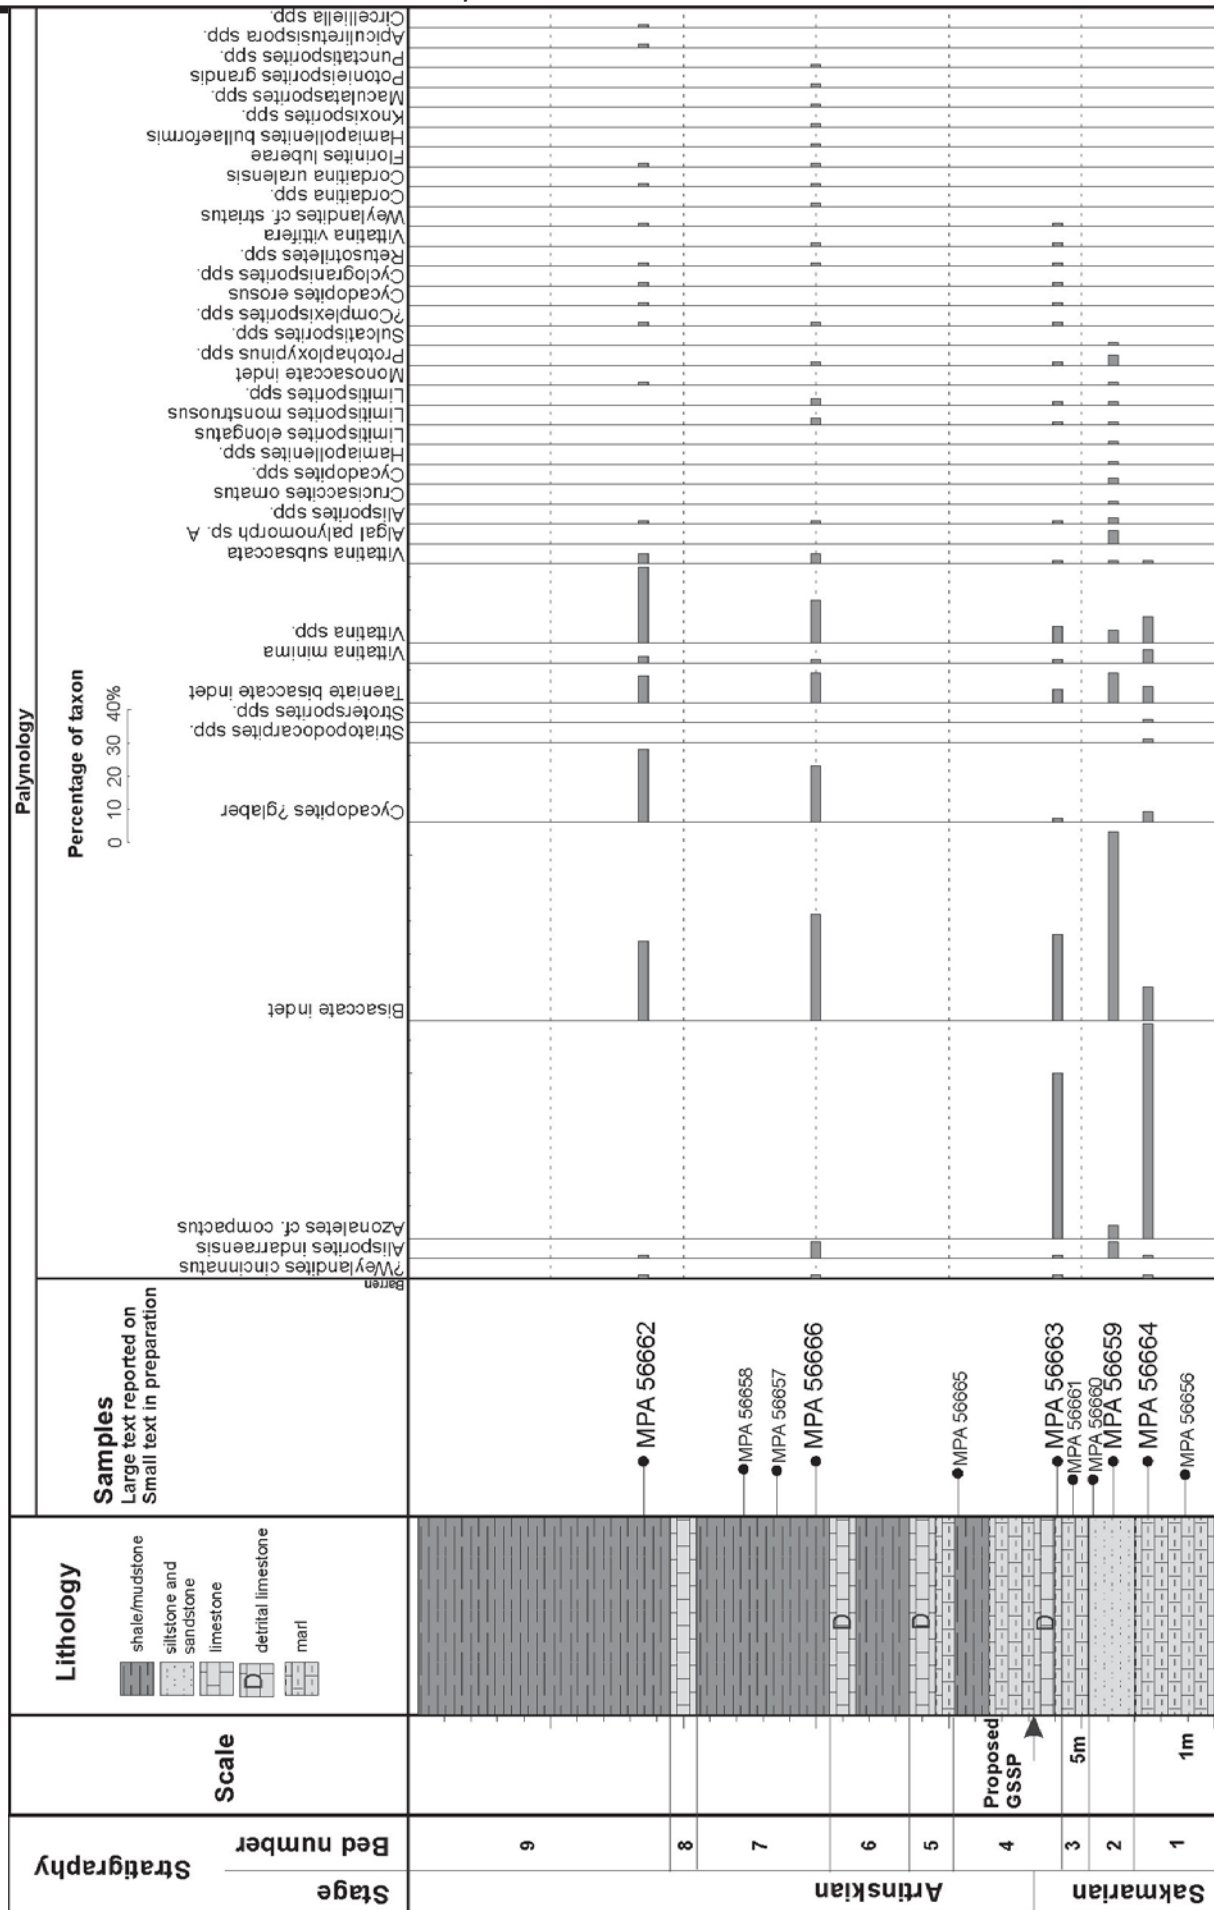 Palynology
Percentage of taxon
0 10 20 30 40%
Circelliella spp.
Apiculiretusispora spp.
Punctatisporites spp.
Potonieisporites grandis
Maculatasporites spp.
Knoxisporites spp.
Hamiapollenites bullaeformis
Florinites luberae
Cordaitina uralensis
Cordaitina spp.
Weylandites cf. striatus
Vittatina vittifera
Retusotriletes spp.
Cyclogranisporites spp.
Cycadopites erosus
?Complexisporites spp.
Sulcatisporites spp.
Protohaploxypinus spp.
Monosaccate indet
Limitisporites spp.
Limitisporites monstruosus
Limitisporites elongatus
Hamiapollenites spp.
Cycadopites spp.
Crucisaccites ornatus
Alisporites spp.
Algal palynomorph sp. A
Vittatina subsaccata
Vittatina spp.
Vittatina minima
Taeniate bisaccate indet
Strotersporites spp.
Striatopodocarpites spp.
Cycadopites ?glaber
Bisaccate indet
Azonaletes cf. compactus
Alisporites indarraensis
?Weylandites cincinnatus
Barren
Samples
Large text reported on
Small text in preparation
MPA 56662
MPA 56658
MPA 56657
MPA 56666
MPA 56665
MPA 56663
MPA 56661
MPA 56660
MPA 56659
MPA 56664
MPA 56656
Lithology
shale/mudstone
siltstone and
sandstone
limestone
D
detrital limestone
marl
D
D
D
Scale
Proposed
GSSP
5m
1m
Stratigraphy
Bed number
9
8
7
6
5
4
3
2
1
Stage
Artinskian
Sakmarian